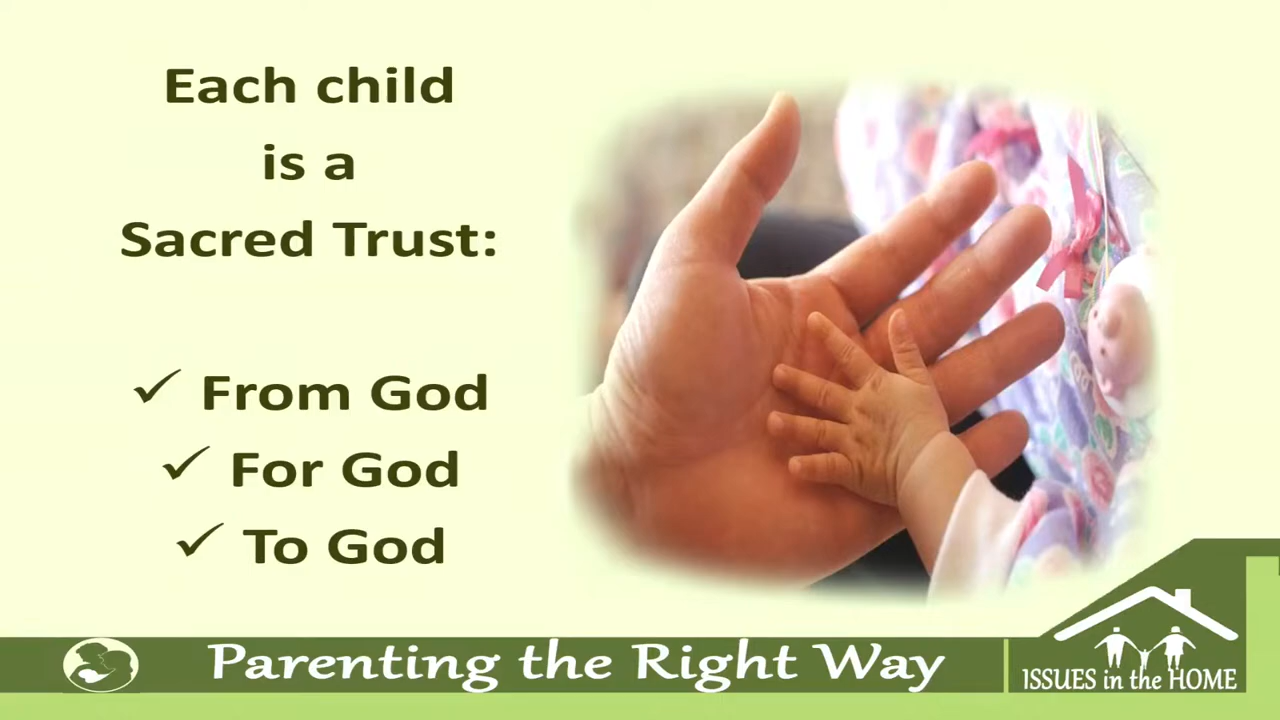 Each child
is a
Sacred Trust:
✓ From God
✓ For God
✓ To God
Parenting the Right Way
ISSUES in the HOME